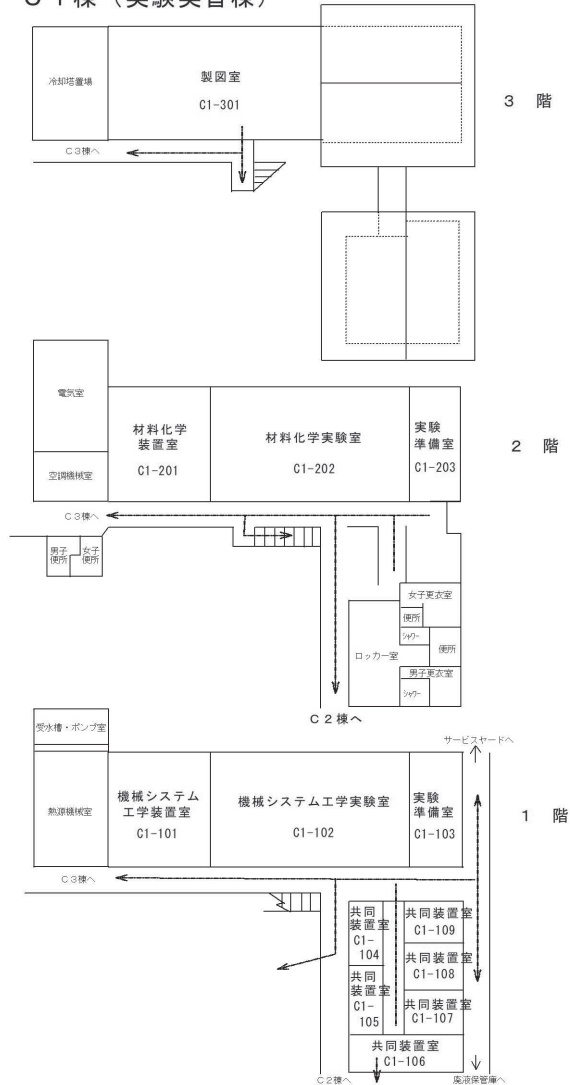 C1棟（実験実習棟）
冷却塔置場
製図室
C1-301
3 階
C3棟へ
電気室
空調機械室
材料化学
装置室
C1-201
材料化学実験室
C1-202
実験
準備室
C1-203
2 階
C3棟へ
男子
便所
女子
便所
女子更衣室
便所
シャワー
便所
ロッカー室
男子更衣室
シャワー
C2棟へ
サービスヤードへ
受水槽・ポンプ室
熱源機械室
機械システム
工学装置室
C1-101
機械システム工学実験室
C1-102
実験
準備室
C1-103
1 階
C3棟へ
共同
装置室
C1-
104
共同装置室
C1-109
共同装置室
C1-108
共同
装置室
C1-
105
共同装置室
C1-107
共同装置室
C1-106
C2棟へ
廃液保管庫へ